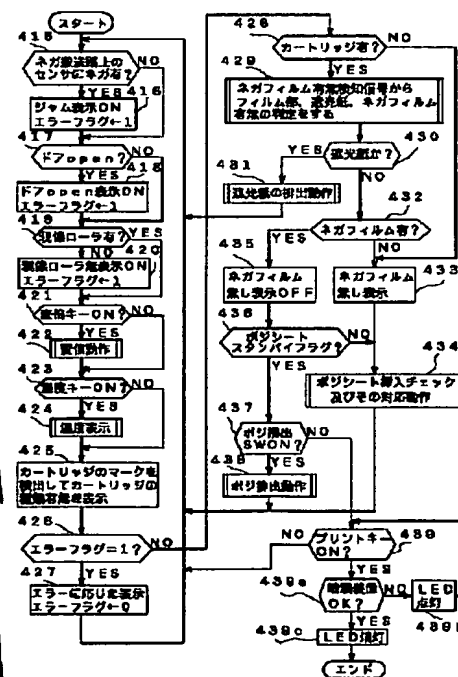 スタート
415
ネガ搬送路上の
センサにネガ有?
NO
YES
ジャム表示ON
エラーフラグ←1
416
417
ドアopen?
NO
YES
418
ドアopen表示ON
エラーフラグ←1
419
現像ローラ有?
YES
NO
420
現像ローラ無表示ON
エラーフラグ←1
421
キーON?
NO
YES
422
動作
423
濃度キーON?
NO
YES
424
濃度表示
425
カートリッジのマークを
検出してカートリッジの
種類有無を表示
426
エラーフラグ=1?
NO
YES
427
エラーに応じた表示
エラーフラグ←0
428
カートリッジ有?
NO
YES
429
ネガフィルム有無検知信号から
フィルム部、遮光紙、ネガフィルム
有無の判定をする
430
遮光紙か?
YES
NO
431
遮光紙の排出動作
432
ネガフィルム有?
YES
NO
435
ネガフィルム
無し表示OFF
ネガフィルム
無し表示
433
436
ポジシート
スタンバイフラグ?
NO
YES
434
ポジシート挿入チェック
及びその対応動作
437
ポジ排出
SWON?
NO
YES
438
ポジ排出動作
プリントキー
ON?
439
NO
YES
439a
OK?
NO
LED
点灯
439b
YES
439c
LED消灯
エンド